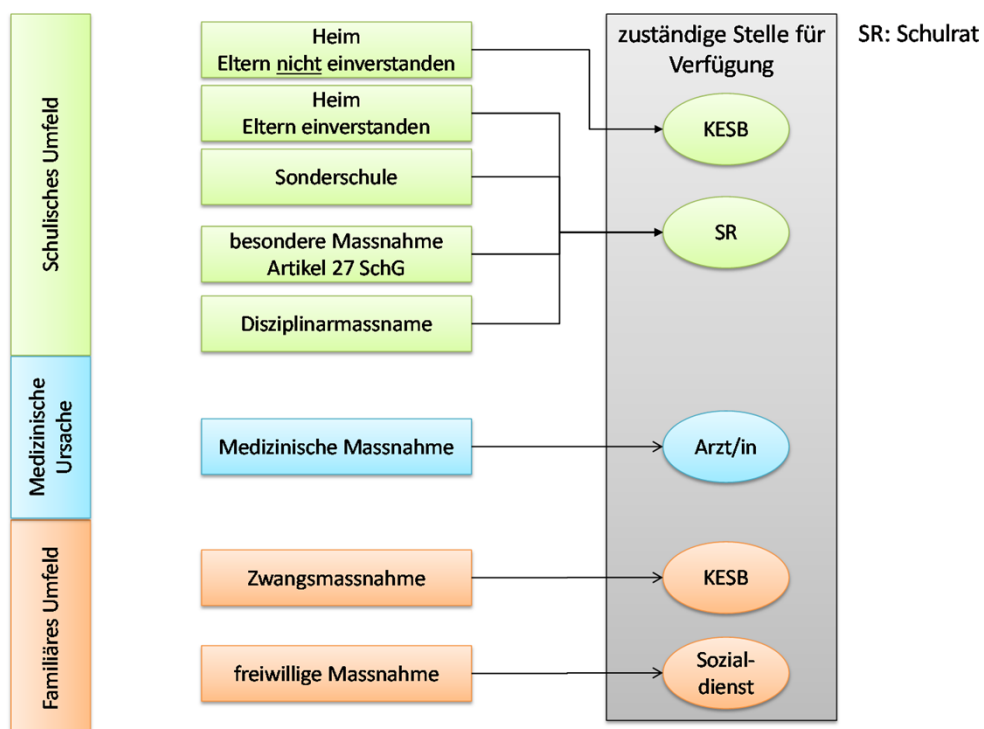 Schulisches Umfeld
Heim
Eltern nicht einverstanden
Heim
Eltern einverstanden
Sonderschule
besondere Massnahme
Artikel 27 SchG
Disziplinarmassname
zuständige Stelle für
Verfügung
KESB
SR
SR: Schulrat
Medizinische
Ursache
Medizinische Massnahme
Arzt/in
Familiäres Umfeld
Zwangsmassnahme
KESB
freiwillige Massnahme
Sozial-
dienst